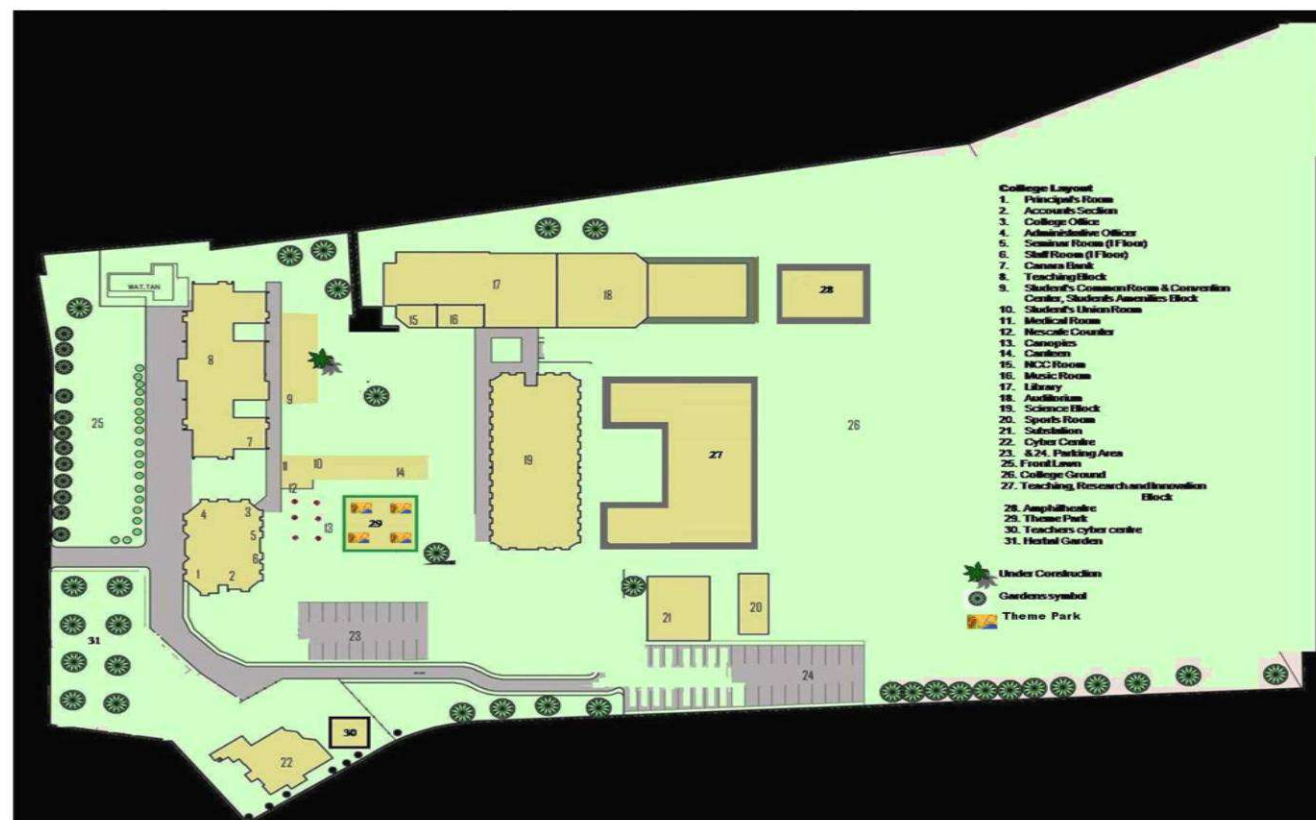 College Layout
1. Principal's Room
2. Accounts Section
3. College Office
4. Administrative Officer
5. Seminar Room (I Floor)
6. Staff Room (I Floor)
7. Canara Bank
8. Teaching Block
9. Student's Common Room & Convention
Center, Students Amenities Block
10. Student's Union Room
11. Medical Room
12. Nescafe Counter
13. Canopies
14. Canteen
15. NCC Room
16. Music Room
17. Library
18. Auditorium
19. Science Block
20. Sports Room
21. Substation
22. Cyber Centre
23. &24. Parking Area
25. Front Lawn
26. College Ground
27. Teaching, Research and Innovation
Block
28. Amphitheatre
29. Theme Park
30. Teachers cyber centre
31. Herbal Garden
Under Construction
Gardens symbol
Theme Park
WAT.TAN
17
18
28
15
16
8
9
25
26
7
11
10
14
19
27
12
4
3
13
29
5
6
1
2
21
20
31
23
24
30
22